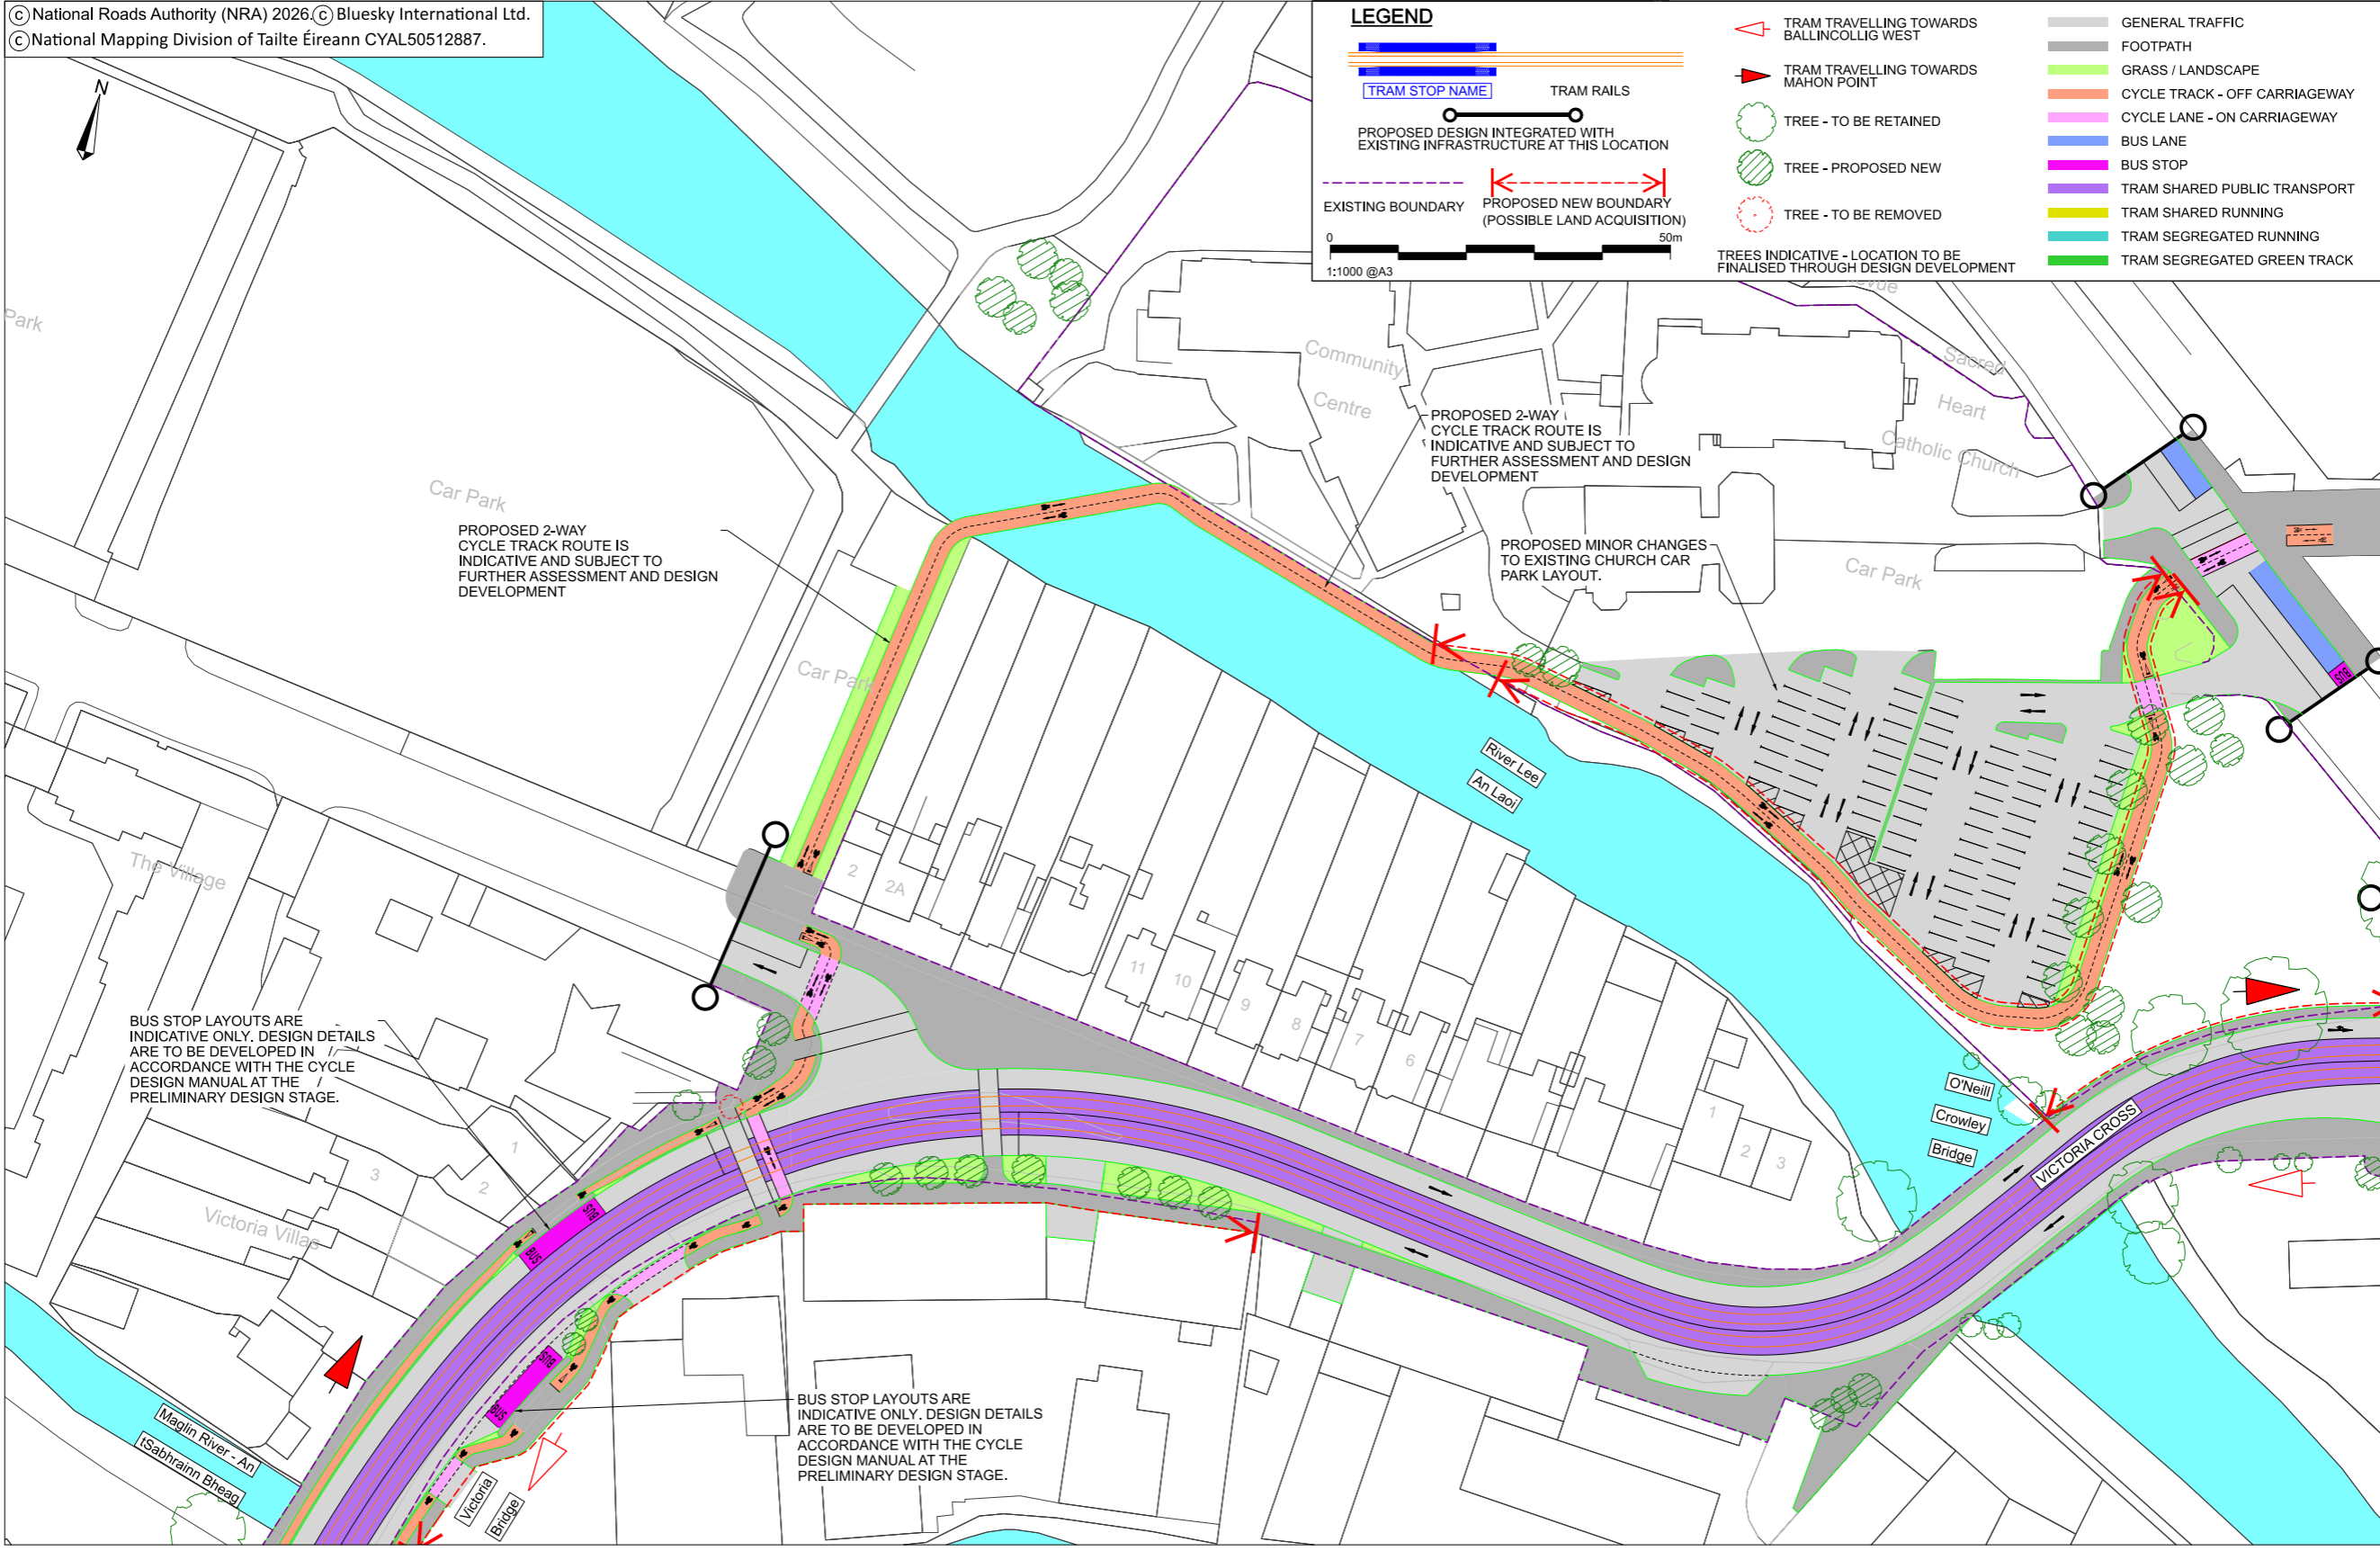 © National Roads Authority (NRA) 2026. © Bluesky International Ltd.
© National Mapping Division of Tailte Éireann CYAL50512887.
N
LEGEND
TRAM STOP NAME
TRAM RAILS
PROPOSED DESIGN INTEGRATED WITH
EXISTING INFRASTRUCTURE AT THIS LOCATION
EXISTING BOUNDARY
PROPOSED NEW BOUNDARY
(POSSIBLE LAND ACQUISITION)
0
50m
1:1000 @A3
TRAM TRAVELLING TOWARDS
BALLINCOLLIG WEST
TRAM TRAVELLING TOWARDS
MAHON POINT
TREE - TO BE RETAINED
TREE - PROPOSED NEW
TREE - TO BE REMOVED
TREES INDICATIVE - LOCATION TO BE
FINALISED THROUGH DESIGN DEVELOPMENT
GENERAL TRAFFIC
FOOTPATH
GRASS / LANDSCAPE
CYCLE TRACK - OFF CARRIAGEWAY
CYCLE LANE - ON CARRIAGEWAY
BUS LANE
BUS STOP
TRAM SHARED PUBLIC TRANSPORT
TRAM SHARED RUNNING
TRAM SEGREGATED RUNNING
TRAM SEGREGATED GREEN TRACK
Park
Community
Centre
Sacred
Heart
Catholic Church
PROPOSED 2-WAY
CYCLE TRACK ROUTE IS
INDICATIVE AND SUBJECT TO
FURTHER ASSESSMENT AND DESIGN
DEVELOPMENT
Car Park
PROPOSED 2-WAY
CYCLE TRACK ROUTE IS
INDICATIVE AND SUBJECT TO
FURTHER ASSESSMENT AND DESIGN
DEVELOPMENT
PROPOSED MINOR CHANGES
TO EXISTING CHURCH CAR
PARK LAYOUT.
Car Park
Car Park
BUS
River Lee
An Laoi
The Village
2
2A
11
10
9
8
7
6
1
2
3
BUS STOP LAYOUTS ARE
INDICATIVE ONLY. DESIGN DETAILS
ARE TO BE DEVELOPED IN
ACCORDANCE WITH THE CYCLE
DESIGN MANUAL AT THE
PRELIMINARY DESIGN STAGE.
O'Neill
Crowley
Bridge
VICTORIA CROSS
1
2
3
Victoria Villas
BUS
BUS
BUS
BUS
BUS STOP LAYOUTS ARE
INDICATIVE ONLY. DESIGN DETAILS
ARE TO BE DEVELOPED IN
ACCORDANCE WITH THE CYCLE
DESIGN MANUAL AT THE
PRELIMINARY DESIGN STAGE.
Maglin River - An
tSabhrainn Bheag
Victoria
Bridge